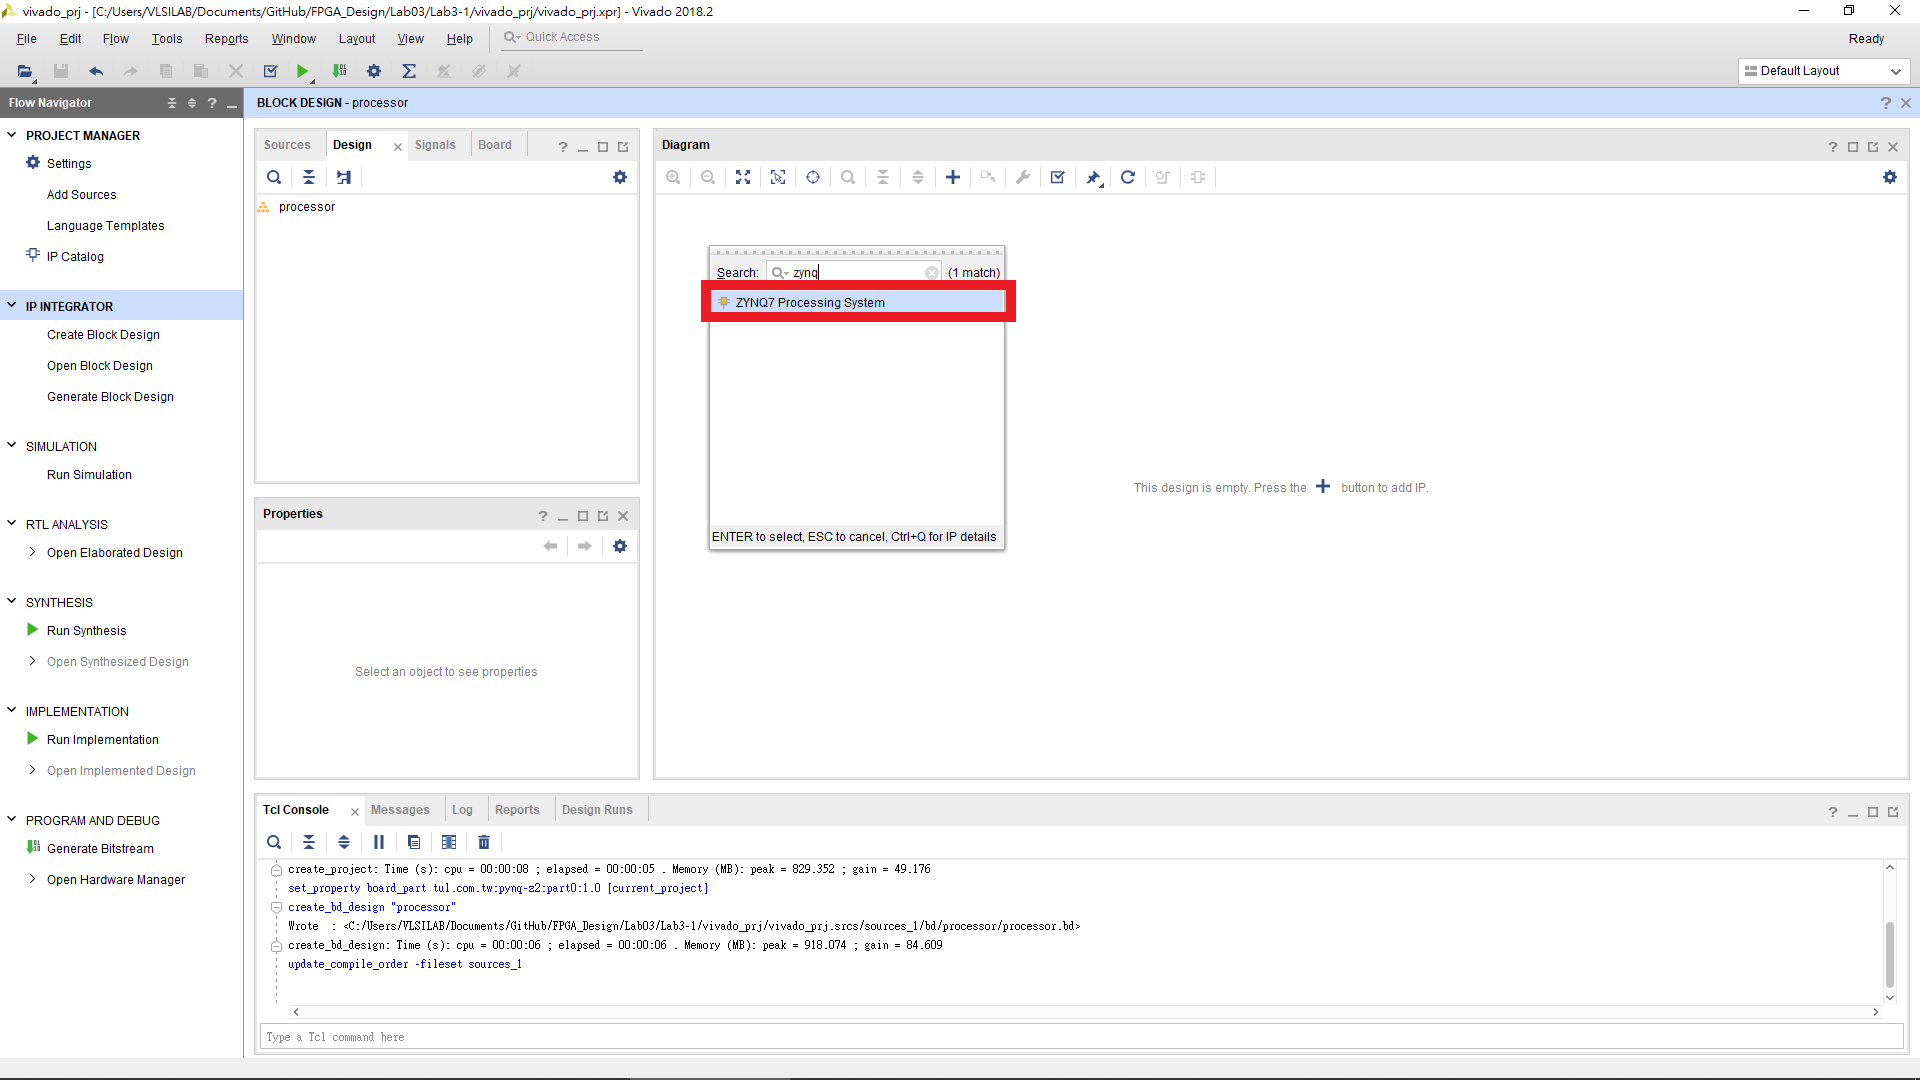 vivado_prj - [C:/Users/VLSILAB/Documents/GitHub/FPGA_Design/Lab03/Lab3-1/vivado_prj/vivado_prj.xpr] - Vivado 2018.2
File Edit Flow Tools Reports Window Layout View Help Quick Access
Ready
Default Layout
Flow Navigator
PROJECT MANAGER
Settings
Add Sources
Language Templates
IP Catalog
IP INTEGRATOR
Create Block Design
Open Block Design
Generate Block Design
SIMULATION
Run Simulation
RTL ANALYSIS
Open Elaborated Design
SYNTHESIS
Run Synthesis
Open Synthesized Design
IMPLEMENTATION
Run Implementation
Open Implemented Design
PROGRAM AND DEBUG
Generate Bitstream
Open Hardware Manager
BLOCK DESIGN - processor
Sources Design Signals Board
processor
Properties
Select an object to see properties
Diagram
Search: zynq (1 match)
ZYNQ7 Processing System
ENTER to select, ESC to cancel, Ctrl+Q for IP details
This design is empty. Press the button to add IP.
Tcl Console Messages Log Reports Design Runs
create_project: Time (s): cpu = 00:00:08 ; elapsed = 00:00:05 . Memory (MB): peak = 829.352 ; gain = 49.176
set_property board_part tul.com.tw:pynq-z2:part0:1.0 [current_project]
create_bd_design "processor"
Wrote  : <C:/Users/VLSILAB/Documents/GitHub/FPGA_Design/Lab03/Lab3-1/vivado_prj/vivado_prj.srcs/sources_1/bd/processor/processor.bd>
create_bd_design: Time (s): cpu = 00:00:06 ; elapsed = 00:00:06 . Memory (MB): peak = 918.074 ; gain = 84.609
update_compile_order -fileset sources_1
Type a Tcl command here